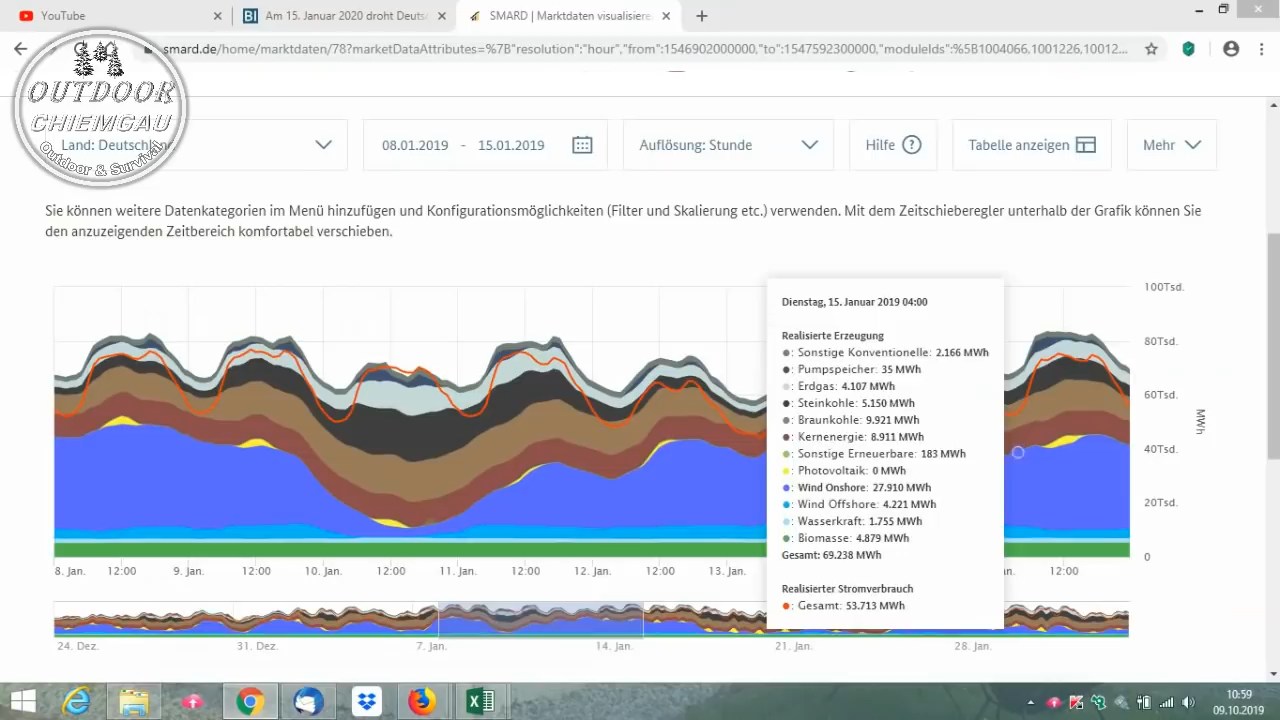 YouTube
Am 15. Januar 2020 droht Deuts
SMARD | Marktdaten visualisiere
smard.de/home/marktdaten/78?marketDataAttributes=%7B"resolution":"hour","from":1546902000000,"to":1547592300000,"moduleIds":%5B1004066,1001226,10012...
OUTDOOR
CHIEMGAU
Outdoor & Survival
Land: Deutschl
08.01.2019 - 15.01.2019
Auflösung: Stunde
Hilfe ?
Tabelle anzeigen
Mehr
Sie können weitere Datenkategorien im Menü hinzufügen und Konfigurationsmöglichkeiten (Filter und Skalierung etc.) verwenden. Mit dem Zeitschieberegler unterhalb der Grafik können Sie
den anzuzeigenden Zeitbereich komfortabel verschieben.
Dienstag, 15. Januar 2019 04:00
Realisierte Erzeugung
: Sonstige Konventionelle: 2.166 MWh
: Pumpspeicher: 35 MWh
: Erdgas: 4.107 MWh
: Steinkohle: 5.150 MWh
: Braunkohle: 9.921 MWh
: Kernenergie: 8.911 MWh
: Sonstige Erneuerbare: 183 MWh
: Photovoltaik: 0 MWh
: Wind Onshore: 27.910 MWh
: Wind Offshore: 4.221 MWh
: Wasserkraft: 1.755 MWh
: Biomasse: 4.879 MWh
Gesamt: 69.238 MWh
Realisierter Stromverbrauch
: Gesamt: 53.713 MWh
100Tsd.
80Tsd.
60Tsd.
40Tsd.
20Tsd.
0
MWh
8. Jan. 12:00 9. Jan. 12:00 10. Jan. 12:00 11. Jan. 12:00 12. Jan. 12:00 13. Jan. an. 12:00
24. Dez. 31. Dez. 7. Jan. 14. Jan. 21. Jan. 28. Jan.
10:59
09.10.2019